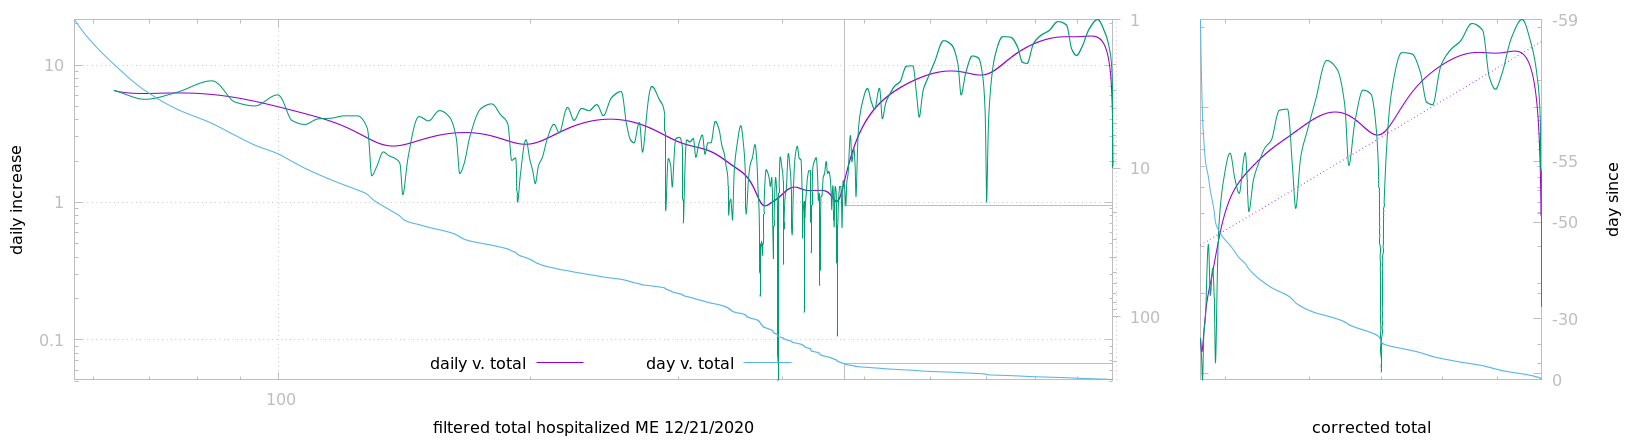 1
-59
10
daily increase
-55
10
day since
1
-50
100
-30
0.1
daily v. total
day v. total
0
100
filtered total hospitalized ME 12/21/2020
corrected total